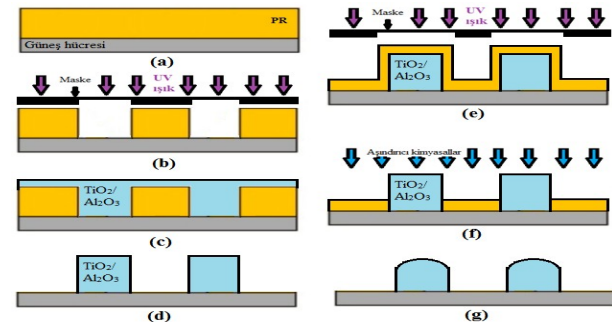 PR
Güneş hücresi
(a)
Maske
UV
ışık
(b)
TiO2/
Al2O3
(c)
TiO2/
Al2O3
(d)
Maske
UV
ışık
TiO2/
Al2O3
(e)
Aşındırıcı kimyasallar
TiO2/
Al2O3
(f)
(g)